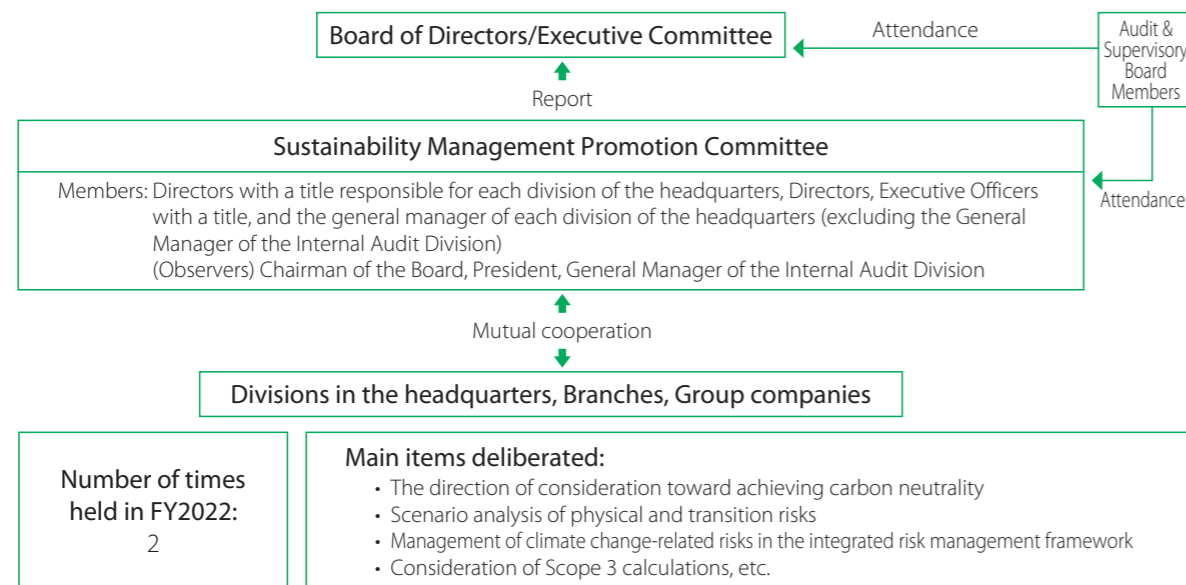 Board of Directors/Executive Committee
Attendance
Audit &
Supervisory
Board
Members
Report
Sustainability Management Promotion Committee
Members: Directors with a title responsible for each division of the headquarters, Directors, Executive Officers
with a title, and the general manager of each division of the headquarters (excluding the General
Manager of the Internal Audit Division)
(Observers) Chairman of the Board, President, General Manager of the Internal Audit Division
Attendance
Mutual cooperation
Divisions in the headquarters, Branches, Group companies
Number of times
held in FY2022:
2
Main items deliberated:
• The direction of consideration toward achieving carbon neutrality
• Scenario analysis of physical and transition risks
• Management of climate change-related risks in the integrated risk management framework
• Consideration of Scope 3 calculations, etc.